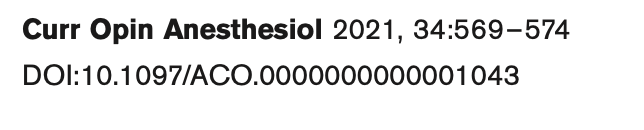 Curr Opin Anesthesiol 2021, 34:569–574
DOI:10.1097/ACO.0000000000001043